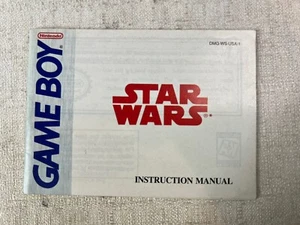 Nintendo
GAME BOY
DMG-WS-USA-1
STAR
WARS
INSTRUCTION MANUAL